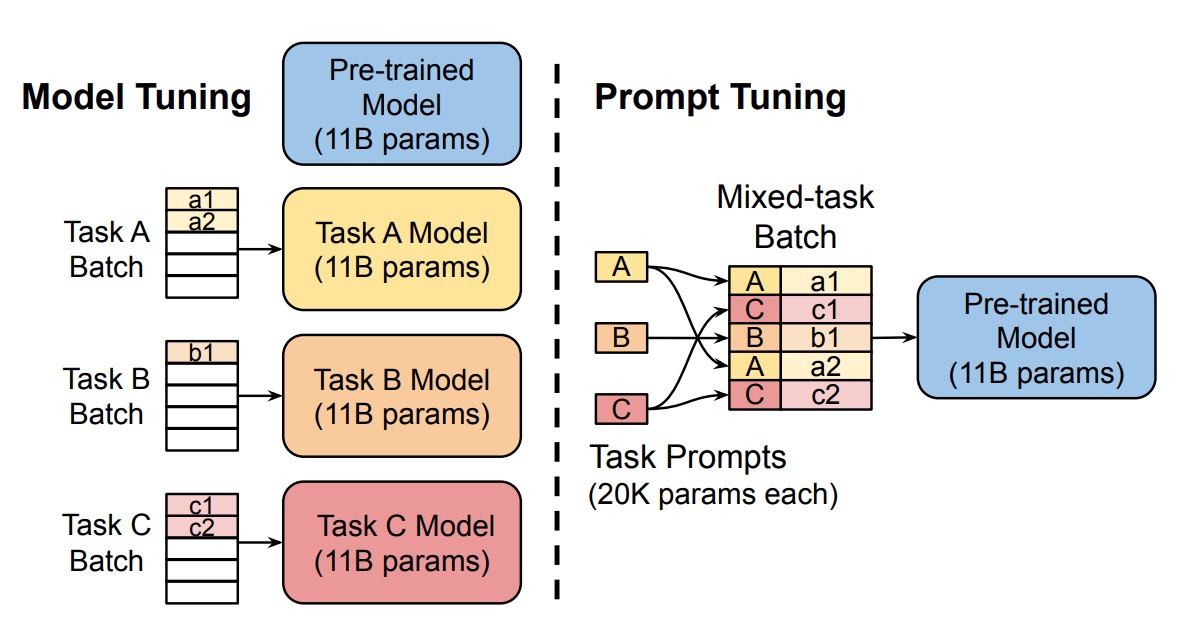 Model Tuning
Pre-trained
Model
(11B params)
a1
a2
Task A
Batch
Task A Model
(11B params)
b1
Task B
Batch
Task B Model
(11B params)
c1
c2
Task C
Batch
Task C Model
(11B params)
Prompt Tuning
Mixed-task
Batch
A
B
C
A a1
C c1
B b1
A a2
C c2
Task Prompts
(20K params each)
Pre-trained
Model
(11B params)